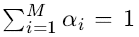 ∑_{i=1}^{M} α_i = 1